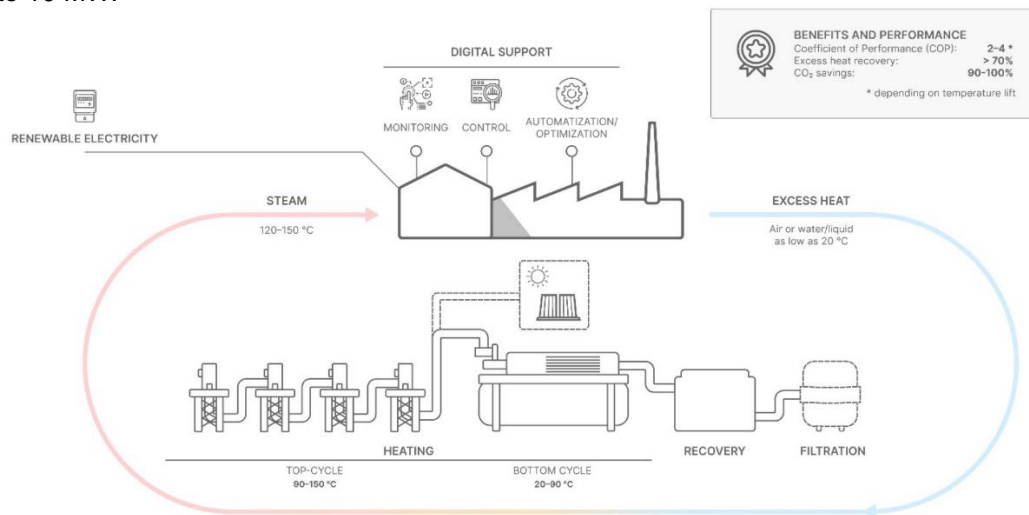 BENEFITS AND PERFORMANCE
Coefficient of Performance (COP): 2–4 *
Excess heat recovery: > 70%
CO₂ savings: 90-100%
* depending on temperature lift
DIGITAL SUPPORT
MONITORING
CONTROL
AUTOMATIZATION/
OPTIMIZATION
RENEWABLE ELECTRICITY
STEAM
120–150 °C
EXCESS HEAT
Air or water/liquid
as low as 20 °C
HEATING
RECOVERY
FILTRATION
TOP-CYCLE
90–150 °C
BOTTOM CYCLE
20–90 °C